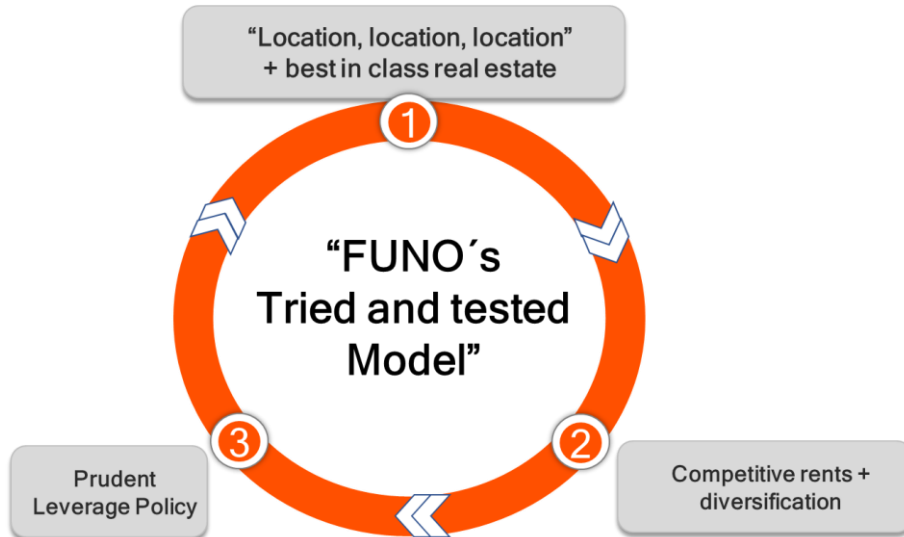 “Location, location, location”
+ best in class real estate
1
“FUNO´s
Tried and tested
Model”
3
2
Prudent
Leverage Policy
Competitive rents +
diversification